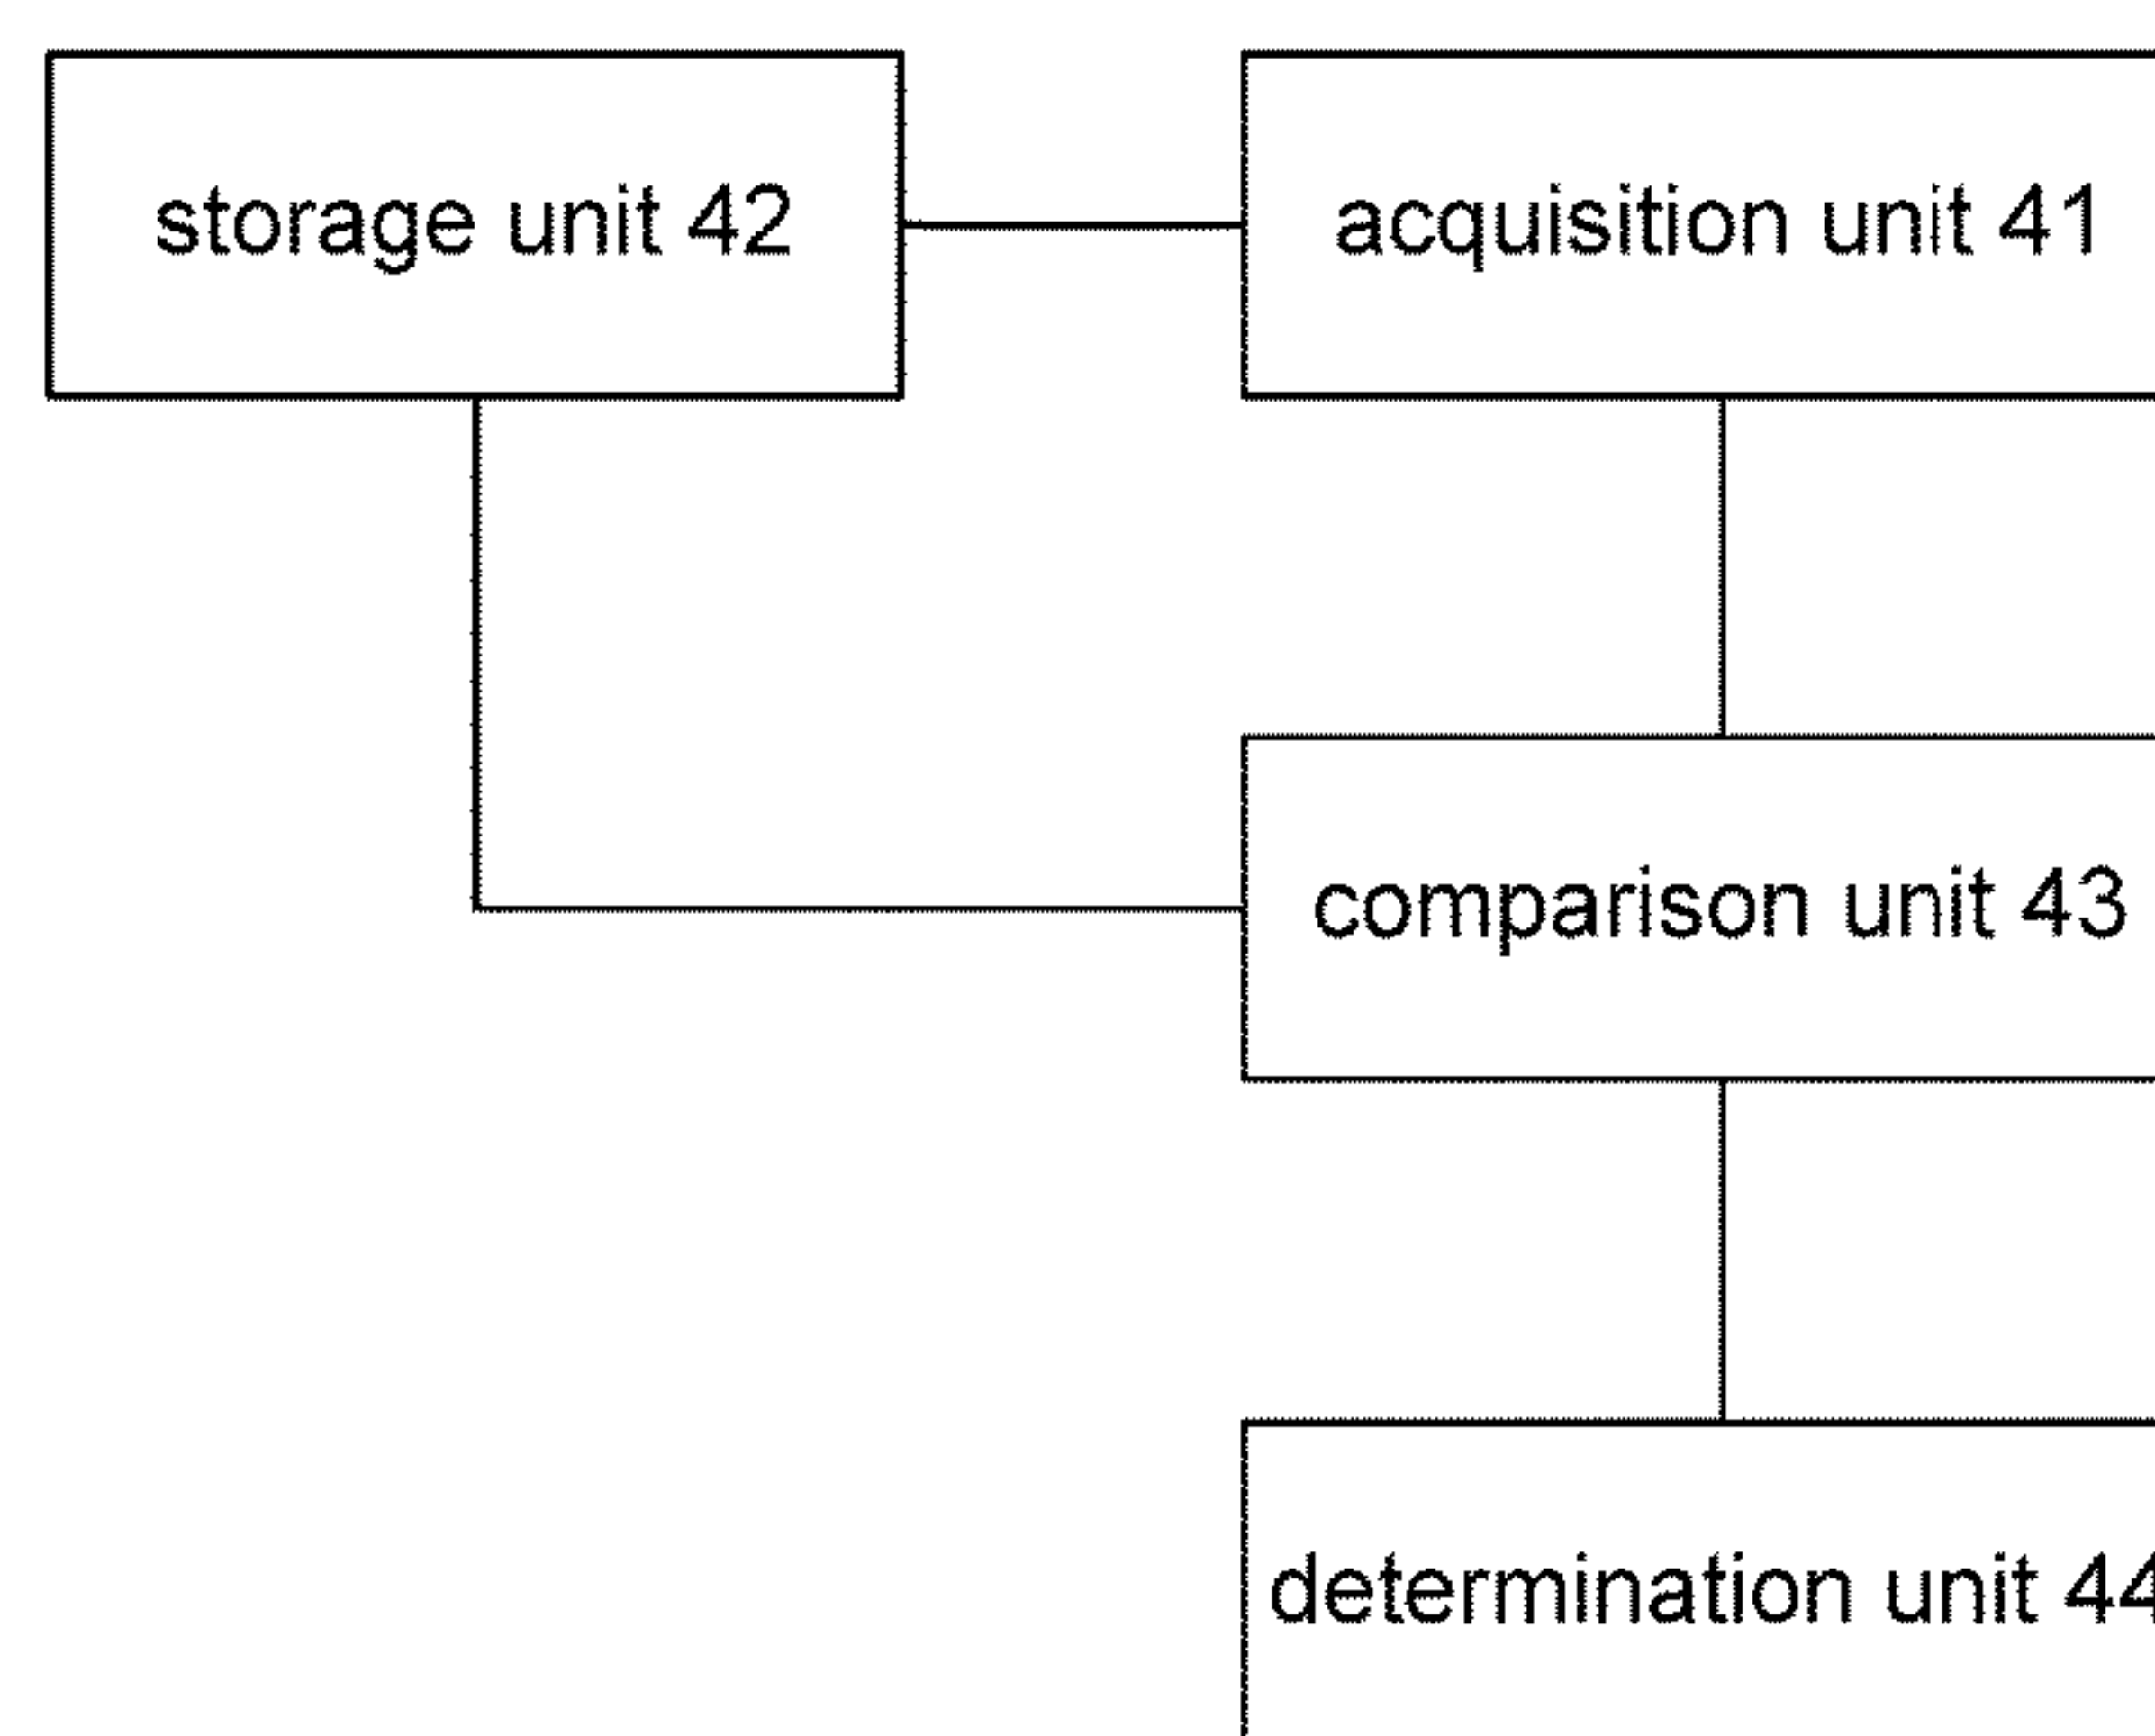 storage unit 42
acquisition unit 41
comparison unit 43
determination unit 44